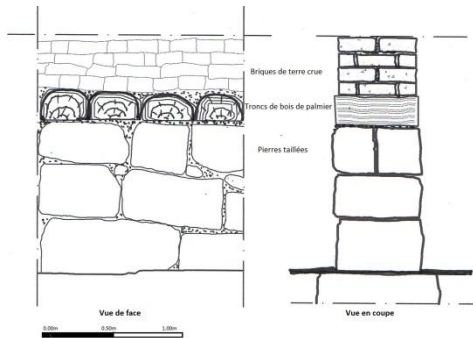 Briques de terre crue
Troncs de bois de palmier
Pierres taillées
Vue de face
Vue en coupe
0.00m 0.50m 1.00m